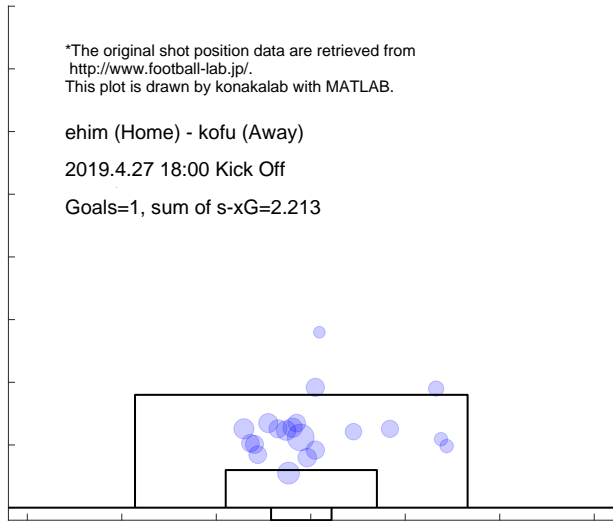 *The original shot position data are retrieved from
http://www.football-lab.jp/.
This plot is drawn by konakalab with MATLAB.
ehim (Home) - kofu (Away)
2019.4.27 18:00 Kick Off
Goals=1, sum of s-xG=2.213